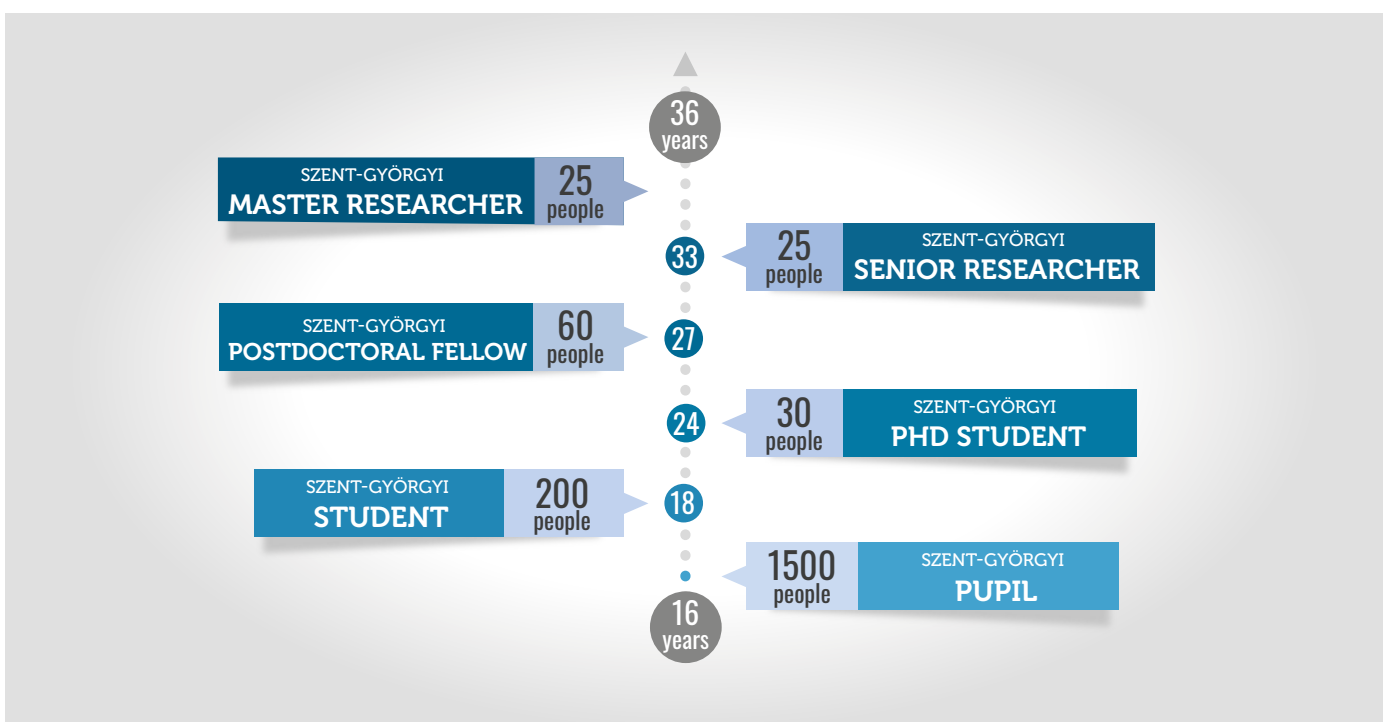 36
years
SZENT-GYÖRGYI
MASTER RESEARCHER
25
people
33
25
people
SZENT-GYÖRGYI
SENIOR RESEARCHER
SZENT-GYÖRGYI
POSTDOCTORAL FELLOW
60
people
27
24
30
people
SZENT-GYÖRGYI
PHD STUDENT
SZENT-GYÖRGYI
STUDENT
200
people
18
1500
people
SZENT-GYÖRGYI
PUPIL
16
years